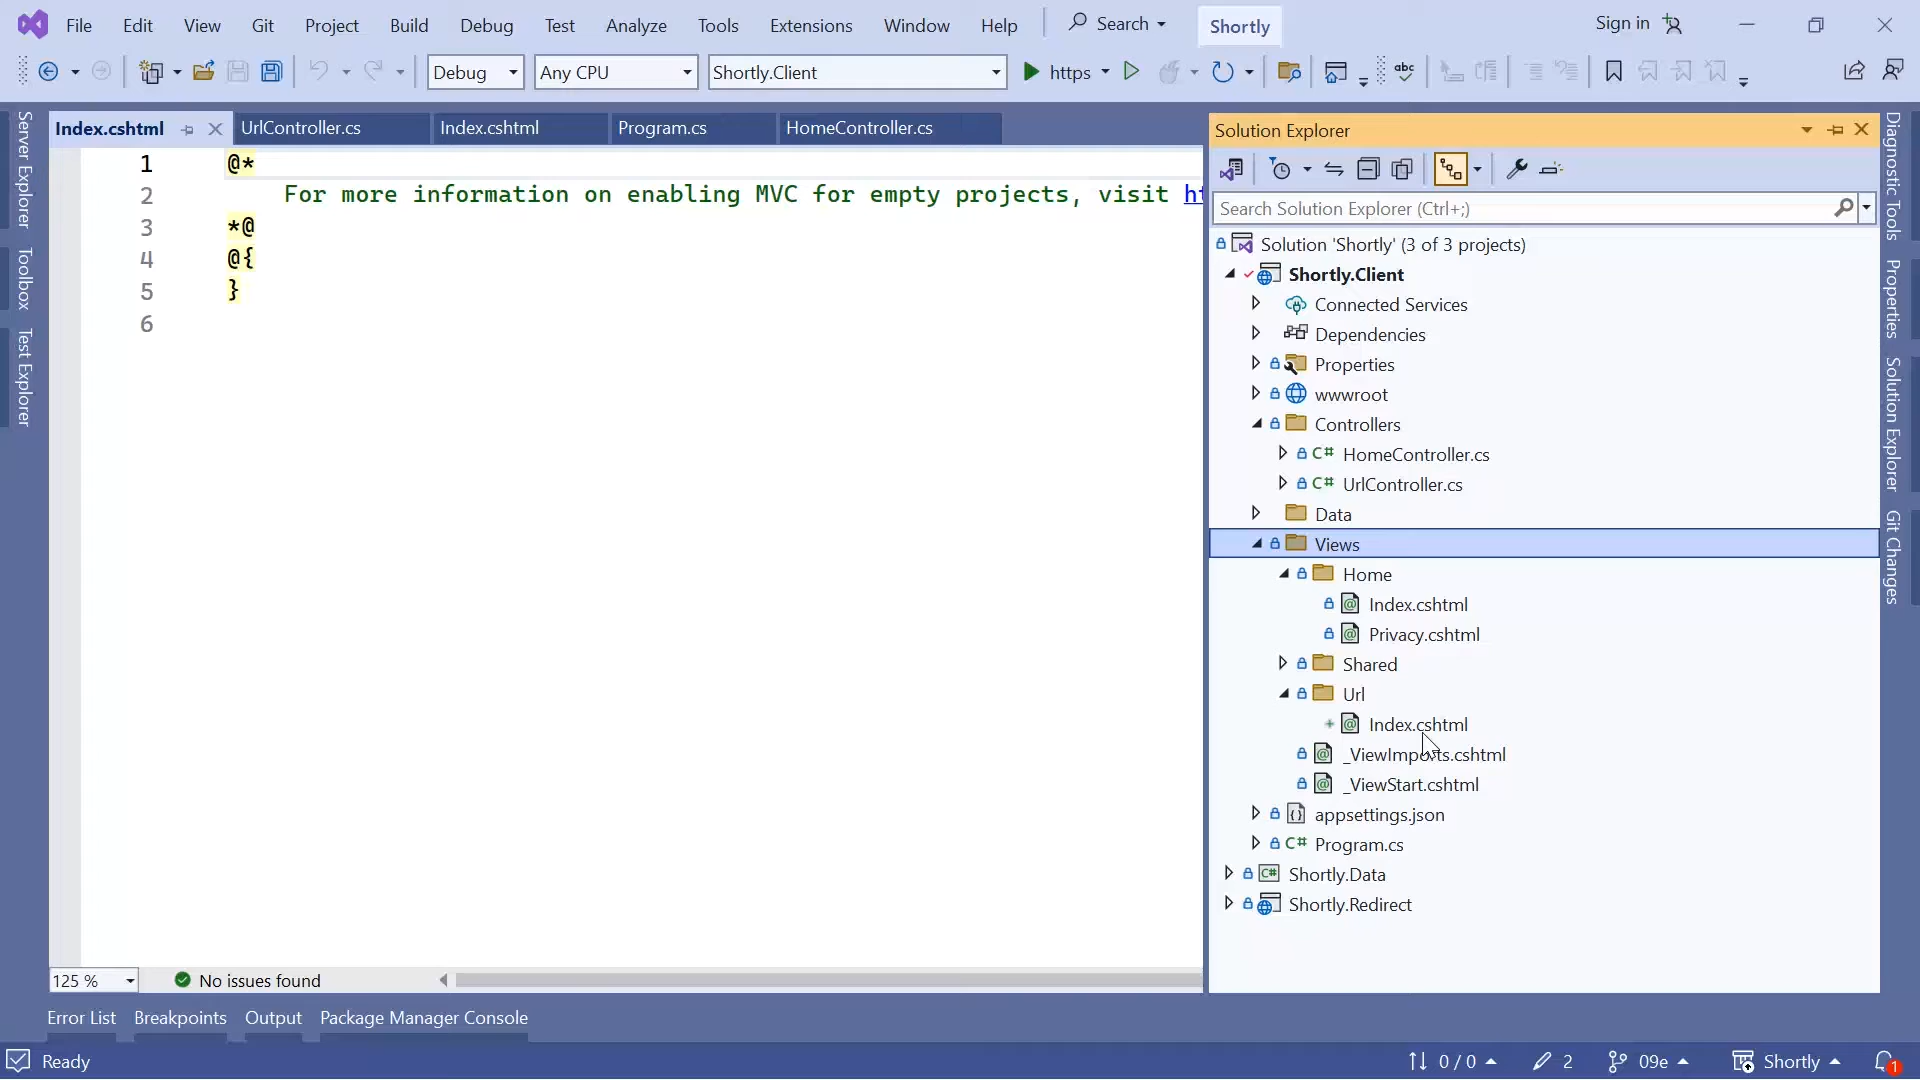 File Edit View Git Project Build Debug Test Analyze Tools Extensions Window Help Search Shortly Sign in
Debug Any CPU Shortly.Client https abc
Server Explorer
Toolbox
Test Explorer
Index.cshtml UrlController.cs Index.cshtml Program.cs HomeController.cs
1 @*
2 For more information on enabling MVC for empty projects, visit ht
3 *@
4 @{
5 }
6
125 % No issues found
Solution Explorer
Search Solution Explorer (Ctrl+;)
Solution 'Shortly' (3 of 3 projects)
Shortly.Client
Connected Services
Dependencies
Properties
wwwroot
Controllers
C# HomeController.cs
C# UrlController.cs
Data
Views
Home
Index.cshtml
Privacy.cshtml
Shared
Url
Index.cshtml
_ViewImports.cshtml
_ViewStart.cshtml
appsettings.json
C# Program.cs
C# Shortly.Data
Shortly.Redirect
Diagnostic Tools
Properties
Solution Explorer
Git Changes
Error List Breakpoints Output Package Manager Console
Ready 0 / 0 2 09e Shortly 1